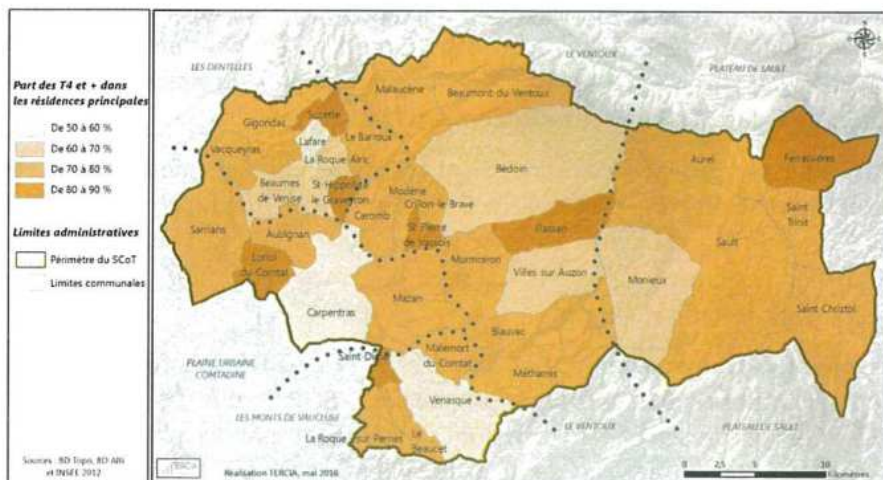 Part des T4 et + dans
les résidences principales
De 50 à 60 %
De 60 à 70 %
De 70 à 80 %
De 80 à 90 %
Limites administratives
Périmètre du SCoT
Limites communales
Sources : BD Topo, BD Alti
et INSEE 2012
LES DENTELLES
LE VENTOUX
PLATEAU DE SAULT
Malaucène
Beaumont du Ventoux
Suzette
Gigondas
Lafare
Le Barroux
Vacqueyras
La Roque Alric
Bédoin
Aurel
Ferrassières
Beaumes
de Venise
St Hippolyte
le Graveyron
Modène
Crillon le Brave
Saint
Trinit
Sarrians
Caromb
Aubignan
St Pierre
de Vassols
Flassan
Sault
Loriol
du Comtat
Mormoiron
Villes sur Auzon
Monieux
Carpentras
Mazan
Saint Christol
Blauvac
Saint Didier
Malemort
du Comtat
Méthamis
PLAINE URBAINE
COMTADINE
Venasque
LES MONTS DE VAUCLUSE
La Roque sur Pernes
Le
Beaucet
LE VENTOUX
PLATEAU DE SAULT
TERCIA
Réalisation TERCIA, mai 2016
0 2,5 5 10
Kilomètres